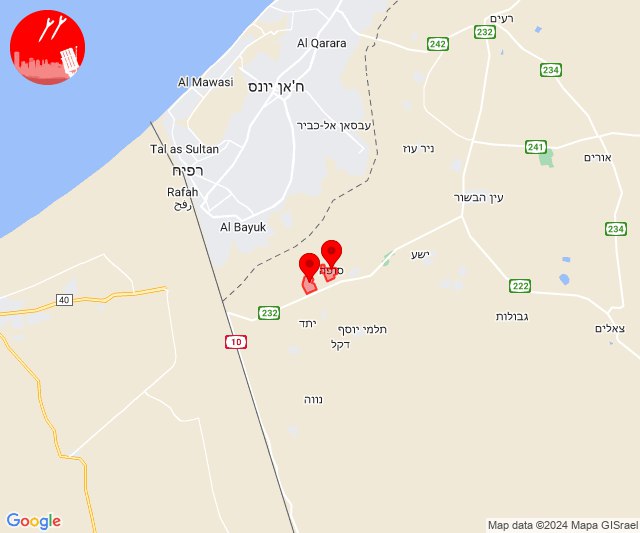 רעים
232
Al Qarara
242
234
Al Mawasi
ח'אן יונס
עבסאן אל-כביר
Tal as Sultan
ניר עוז
241
אורים
רפיח
Rafah
رفح
עין הבשור
Al Bayuk
234
ישע
סופה
40
222
232
יתד
תלמי יוסף
גבולות
צאלים
10
דקל
נווה
Google
Map data ©2024 Mapa GISrael